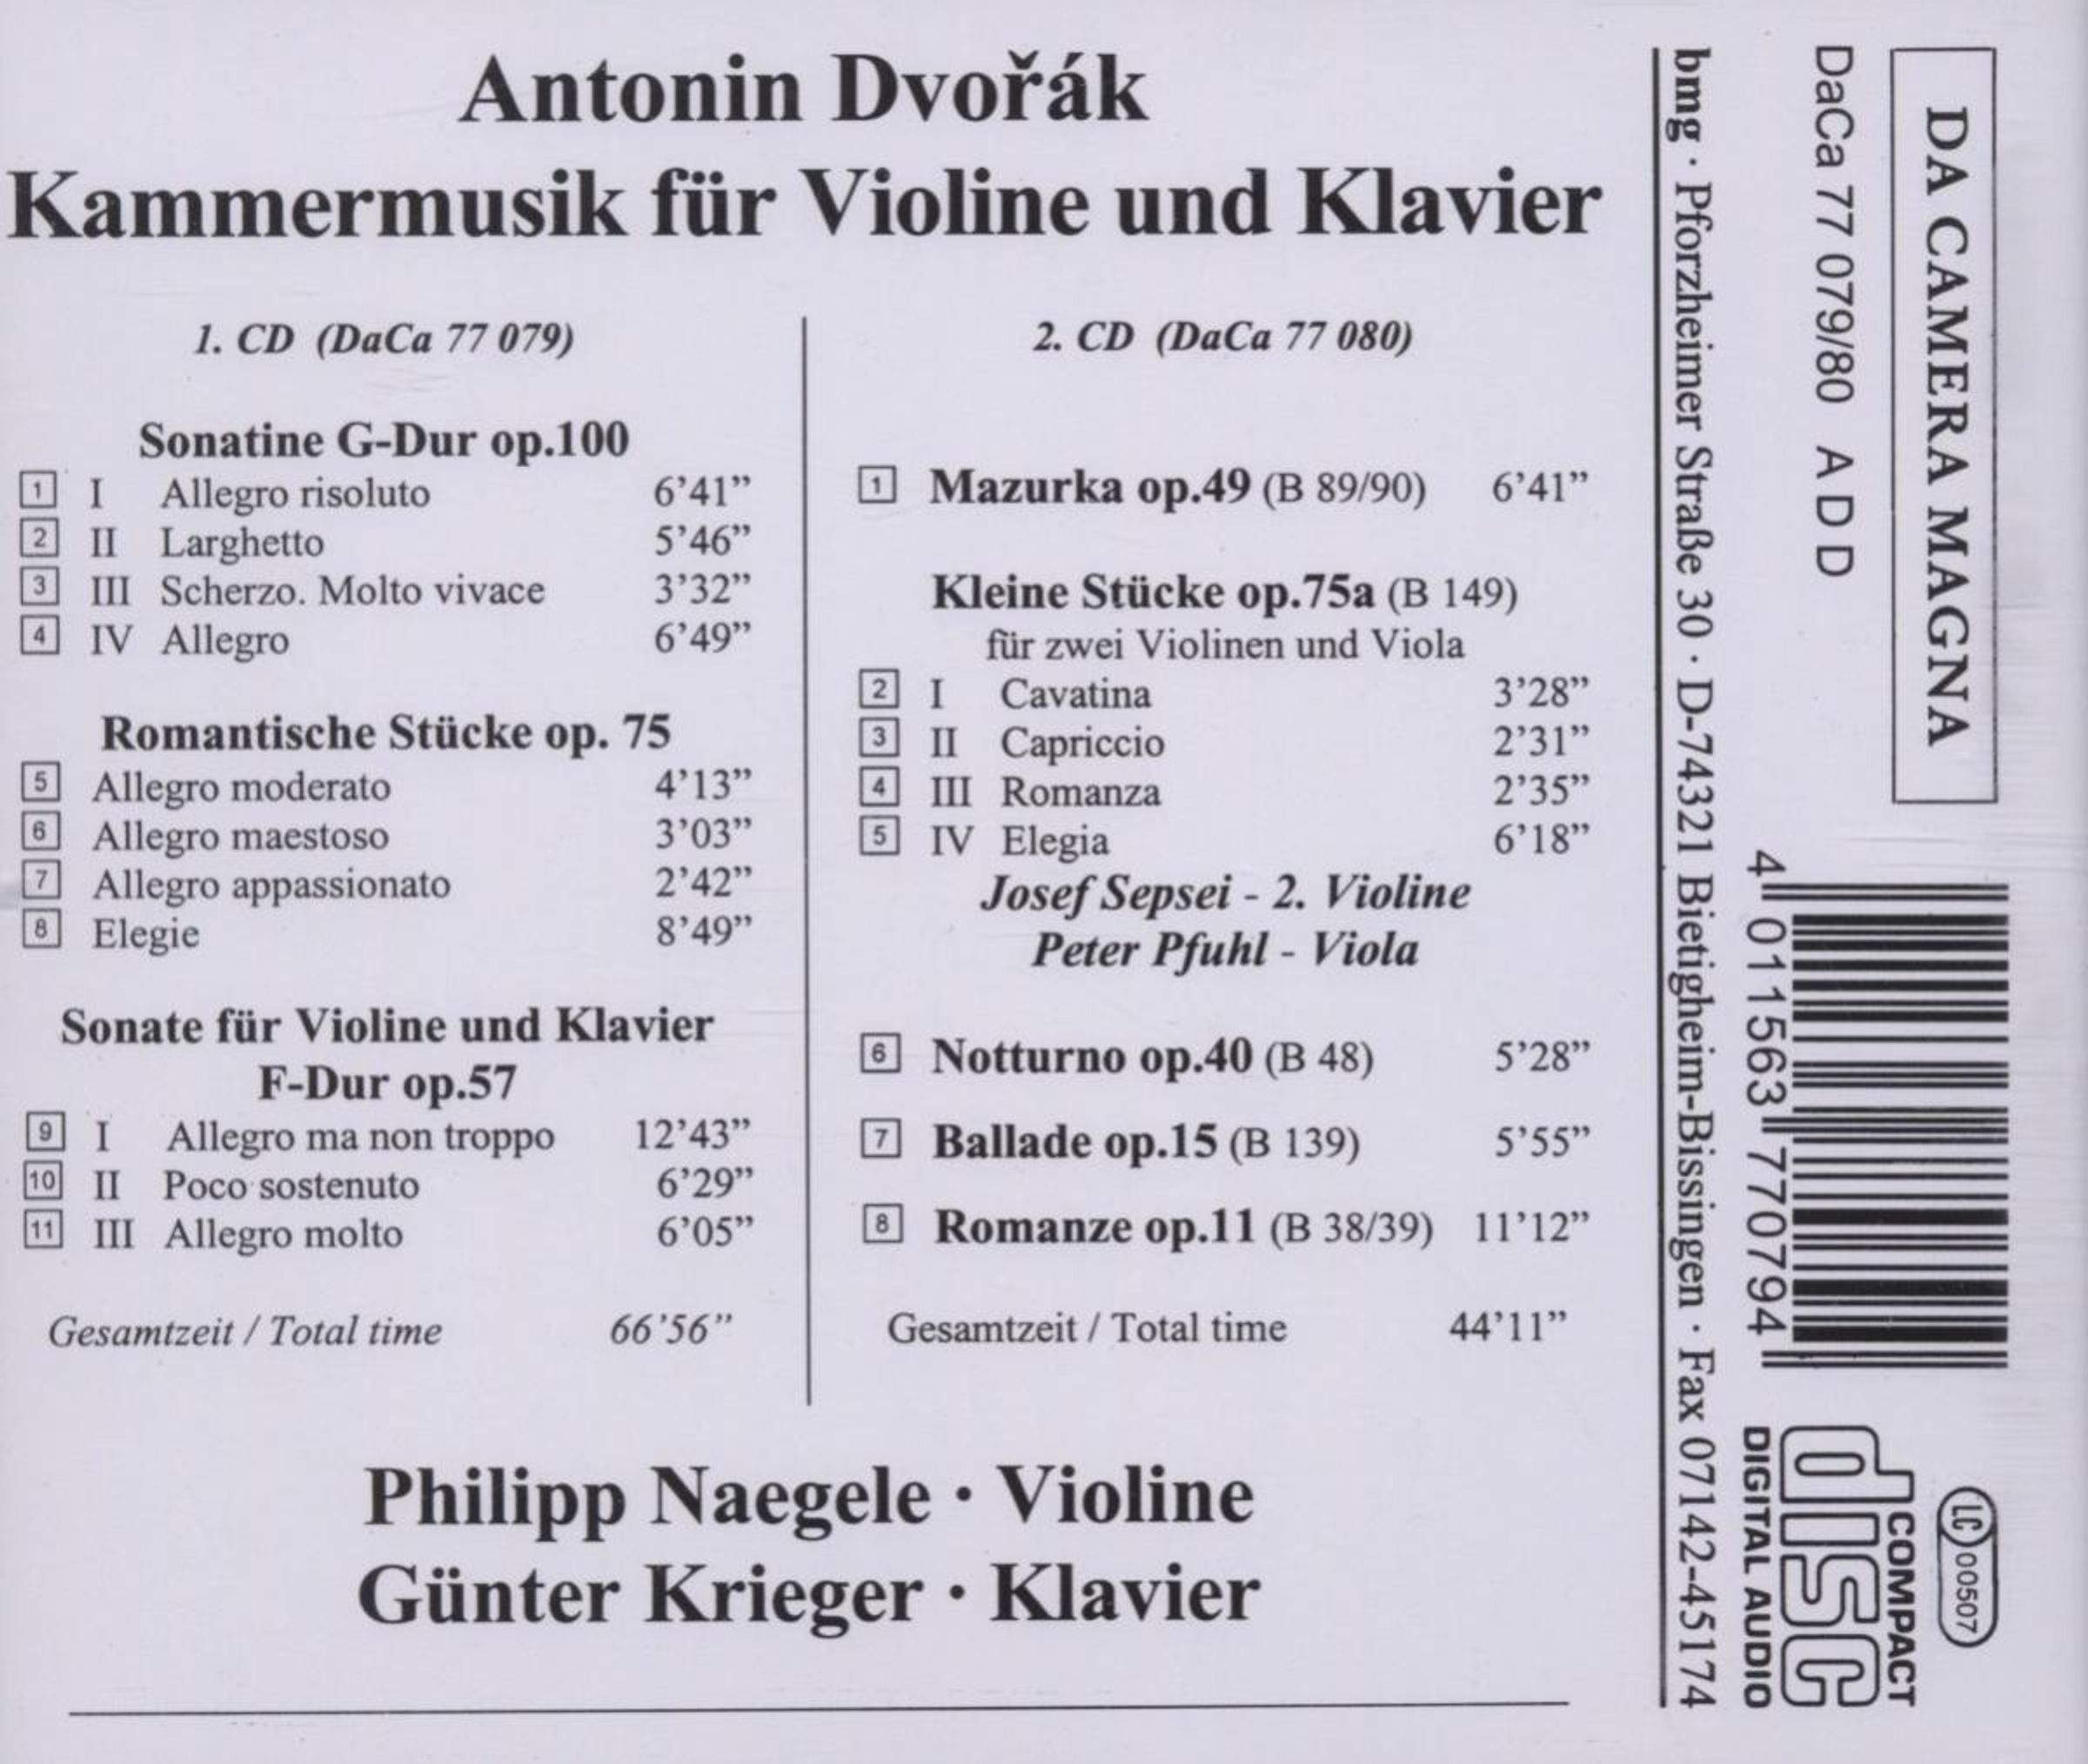 Antonin Dvořák
Kammermusik für Violine und Klavier
1. CD (DaCa 77 079)
Sonatine G-Dur op.100
1 I Allegro risoluto 6’41”
2 II Larghetto 5’46”
3 III Scherzo. Molto vivace 3’32”
4 IV Allegro 6’49”
Romantische Stücke op. 75
5 Allegro moderato 4’13”
6 Allegro maestoso 3’03”
7 Allegro appassionato 2’42”
8 Elegie 8’49”
Sonate für Violine und Klavier
F-Dur op.57
9 I Allegro ma non troppo 12’43”
10 II Poco sostenuto 6’29”
11 III Allegro molto 6’05”
Gesamtzeit / Total time 66’56”
2. CD (DaCa 77 080)
1 Mazurka op.49 (B 89/90) 6’41”
Kleine Stücke op.75a (B 149)
für zwei Violinen und Viola
2 I Cavatina 3’28”
3 II Capriccio 2’31”
4 III Romanza 2’35”
5 IV Elegia 6’18”
Josef Sepsei - 2. Violine
Peter Pfuhl - Viola
6 Notturno op.40 (B 48) 5’28”
7 Ballade op.15 (B 139) 5’55”
8 Romanze op.11 (B 38/39) 11’12”
Gesamtzeit / Total time 44’11”
Philipp Naegele · Violine
Günter Krieger · Klavier
DA CAMERA MAGNA
DaCa 77 079/80 A D D
bmg · Pforzheimer Straße 30 · D-74321 Bietigheim-Bissingen · Fax 07142-45174
4 011563 770794
LC 00507
COMPACT
disc
DIGITAL AUDIO